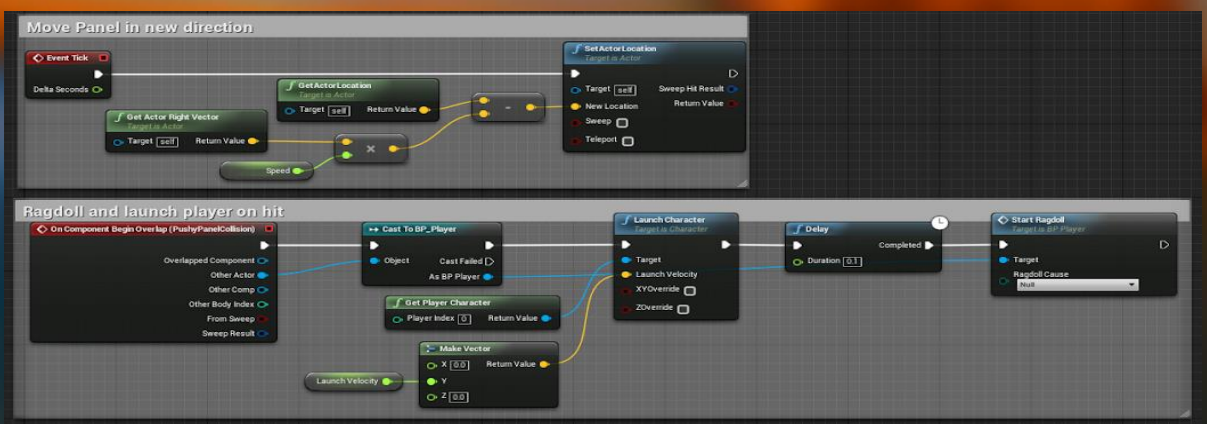 Move Panel in new direction
Event Tick
Delta Seconds
Get Actor Right Vector
Target is Actor
Target self Return Value
Speed
GetActorLocation
Target is Actor
Target self Return Value
×
-
SetActorLocation
Target is Actor
Target self Sweep Hit Result
New Location Return Value
Sweep
Teleport
Ragdoll and launch player on hit
On Component Begin Overlap (PushyPanelCollision)
Overlapped Component
Other Actor
Other Comp
Other Body Index
From Sweep
Sweep Result
Cast To BP_Player
Object Cast Failed
As BP Player
Get Player Character
Player Index 0 Return Value
Launch Velocity
Make Vector
X 0.0 Return Value
Y
Z 0.0
Launch Character
Target is Character
Target
Launch Velocity
XYOverride
ZOverride
Delay
Completed
Duration 0.1
Start Ragdoll
Target is BP Player
Target
Ragdoll Cause
Null